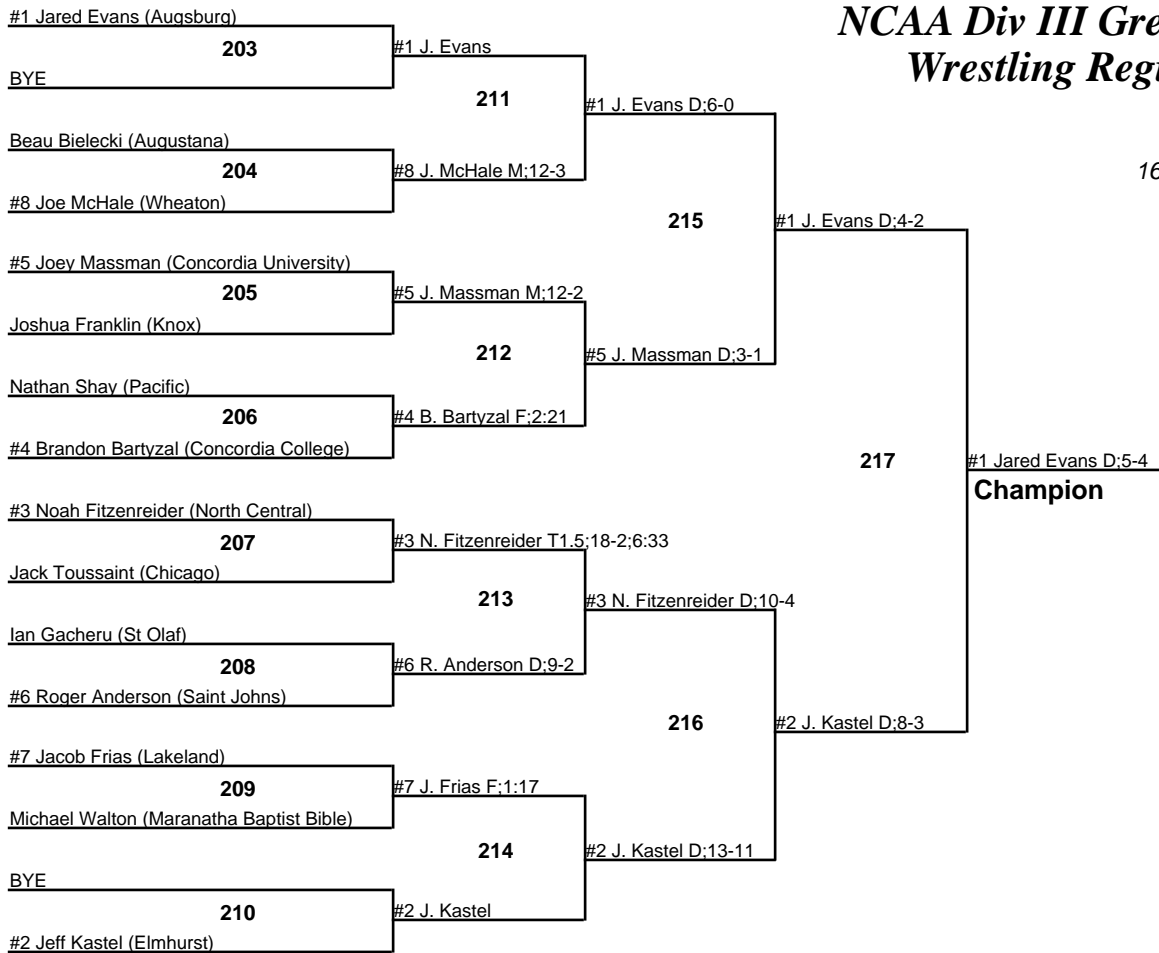 NCAA Div III Gre
Wrestling Regi
16
#1 Jared Evans (Augsburg)
203
BYE
#1 J. Evans
211
Beau Bielecki (Augustana)
204
#8 Joe McHale (Wheaton)
#8 J. McHale M;12-3
#1 J. Evans D;6-0
215
#5 Joey Massman (Concordia University)
205
Joshua Franklin (Knox)
#5 J. Massman M;12-2
212
Nathan Shay (Pacific)
206
#4 Brandon Bartyzal (Concordia College)
#4 B. Bartyzal F;2:21
#5 J. Massman D;3-1
#1 J. Evans D;4-2
217
#3 Noah Fitzenreider (North Central)
207
Jack Toussaint (Chicago)
#3 N. Fitzenreider T1.5;18-2;6:33
213
Ian Gacheru (St Olaf)
208
#6 Roger Anderson (Saint Johns)
#6 R. Anderson D;9-2
#3 N. Fitzenreider D;10-4
216
#7 Jacob Frias (Lakeland)
209
Michael Walton (Maranatha Baptist Bible)
#7 J. Frias F;1:17
214
BYE
210
#2 Jeff Kastel (Elmhurst)
#2 J. Kastel
#2 J. Kastel D;13-11
#2 J. Kastel D;8-3
#1 Jared Evans D;5-4
Champion